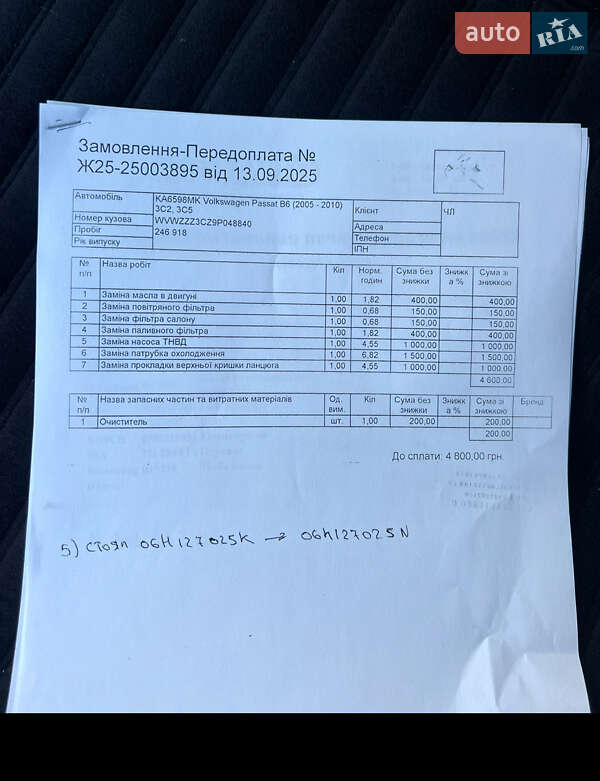 auto RIA .com
Замовлення-Передоплата №
Ж25-25003895 від 13.09.2025
Автомобіль KA6598MK Volkswagen Passat B6 (2005 - 2010) 3C2, 3C5 Клієнт ЧЛ
Номер кузова WVWZZZ3CZ9P048840 Адреса
Пробіг 246 918 Телефон
Рік випуску ІПН
№ п/п Назва робіт Кіл Норм. годин Сума без знижки Знижка % Сума зі знижкою
1 Заміна масла в двигуні 1,00 1,82 400,00 400,00
2 Заміна повітряного фільтра 1,00 0,68 150,00 150,00
3 Заміна фільтра салону 1,00 0,68 150,00 150,00
4 Заміна паливного фільтра 1,00 1,82 400,00 400,00
5 Заміна насоса ТНВД 1,00 4,55 1 000,00 1 000,00
6 Заміна патрубка охолодження 1,00 6,82 1 500,00 1 500,00
7 Заміна прокладки верхньої кришки ланцюга 1,00 4,55 1 000,00 1 000,00
4 600,00
№ п/п Назва запасних частин та витратних матеріалів Од. вим. Кіл Сума без знижки Знижка % Сума зі знижкою Бренд
1 Очиститель шт. 1,00 200,00 200,00
200,00
До сплати: 4 800,00 грн.
5) стоял 06H127025K → 06h127025N